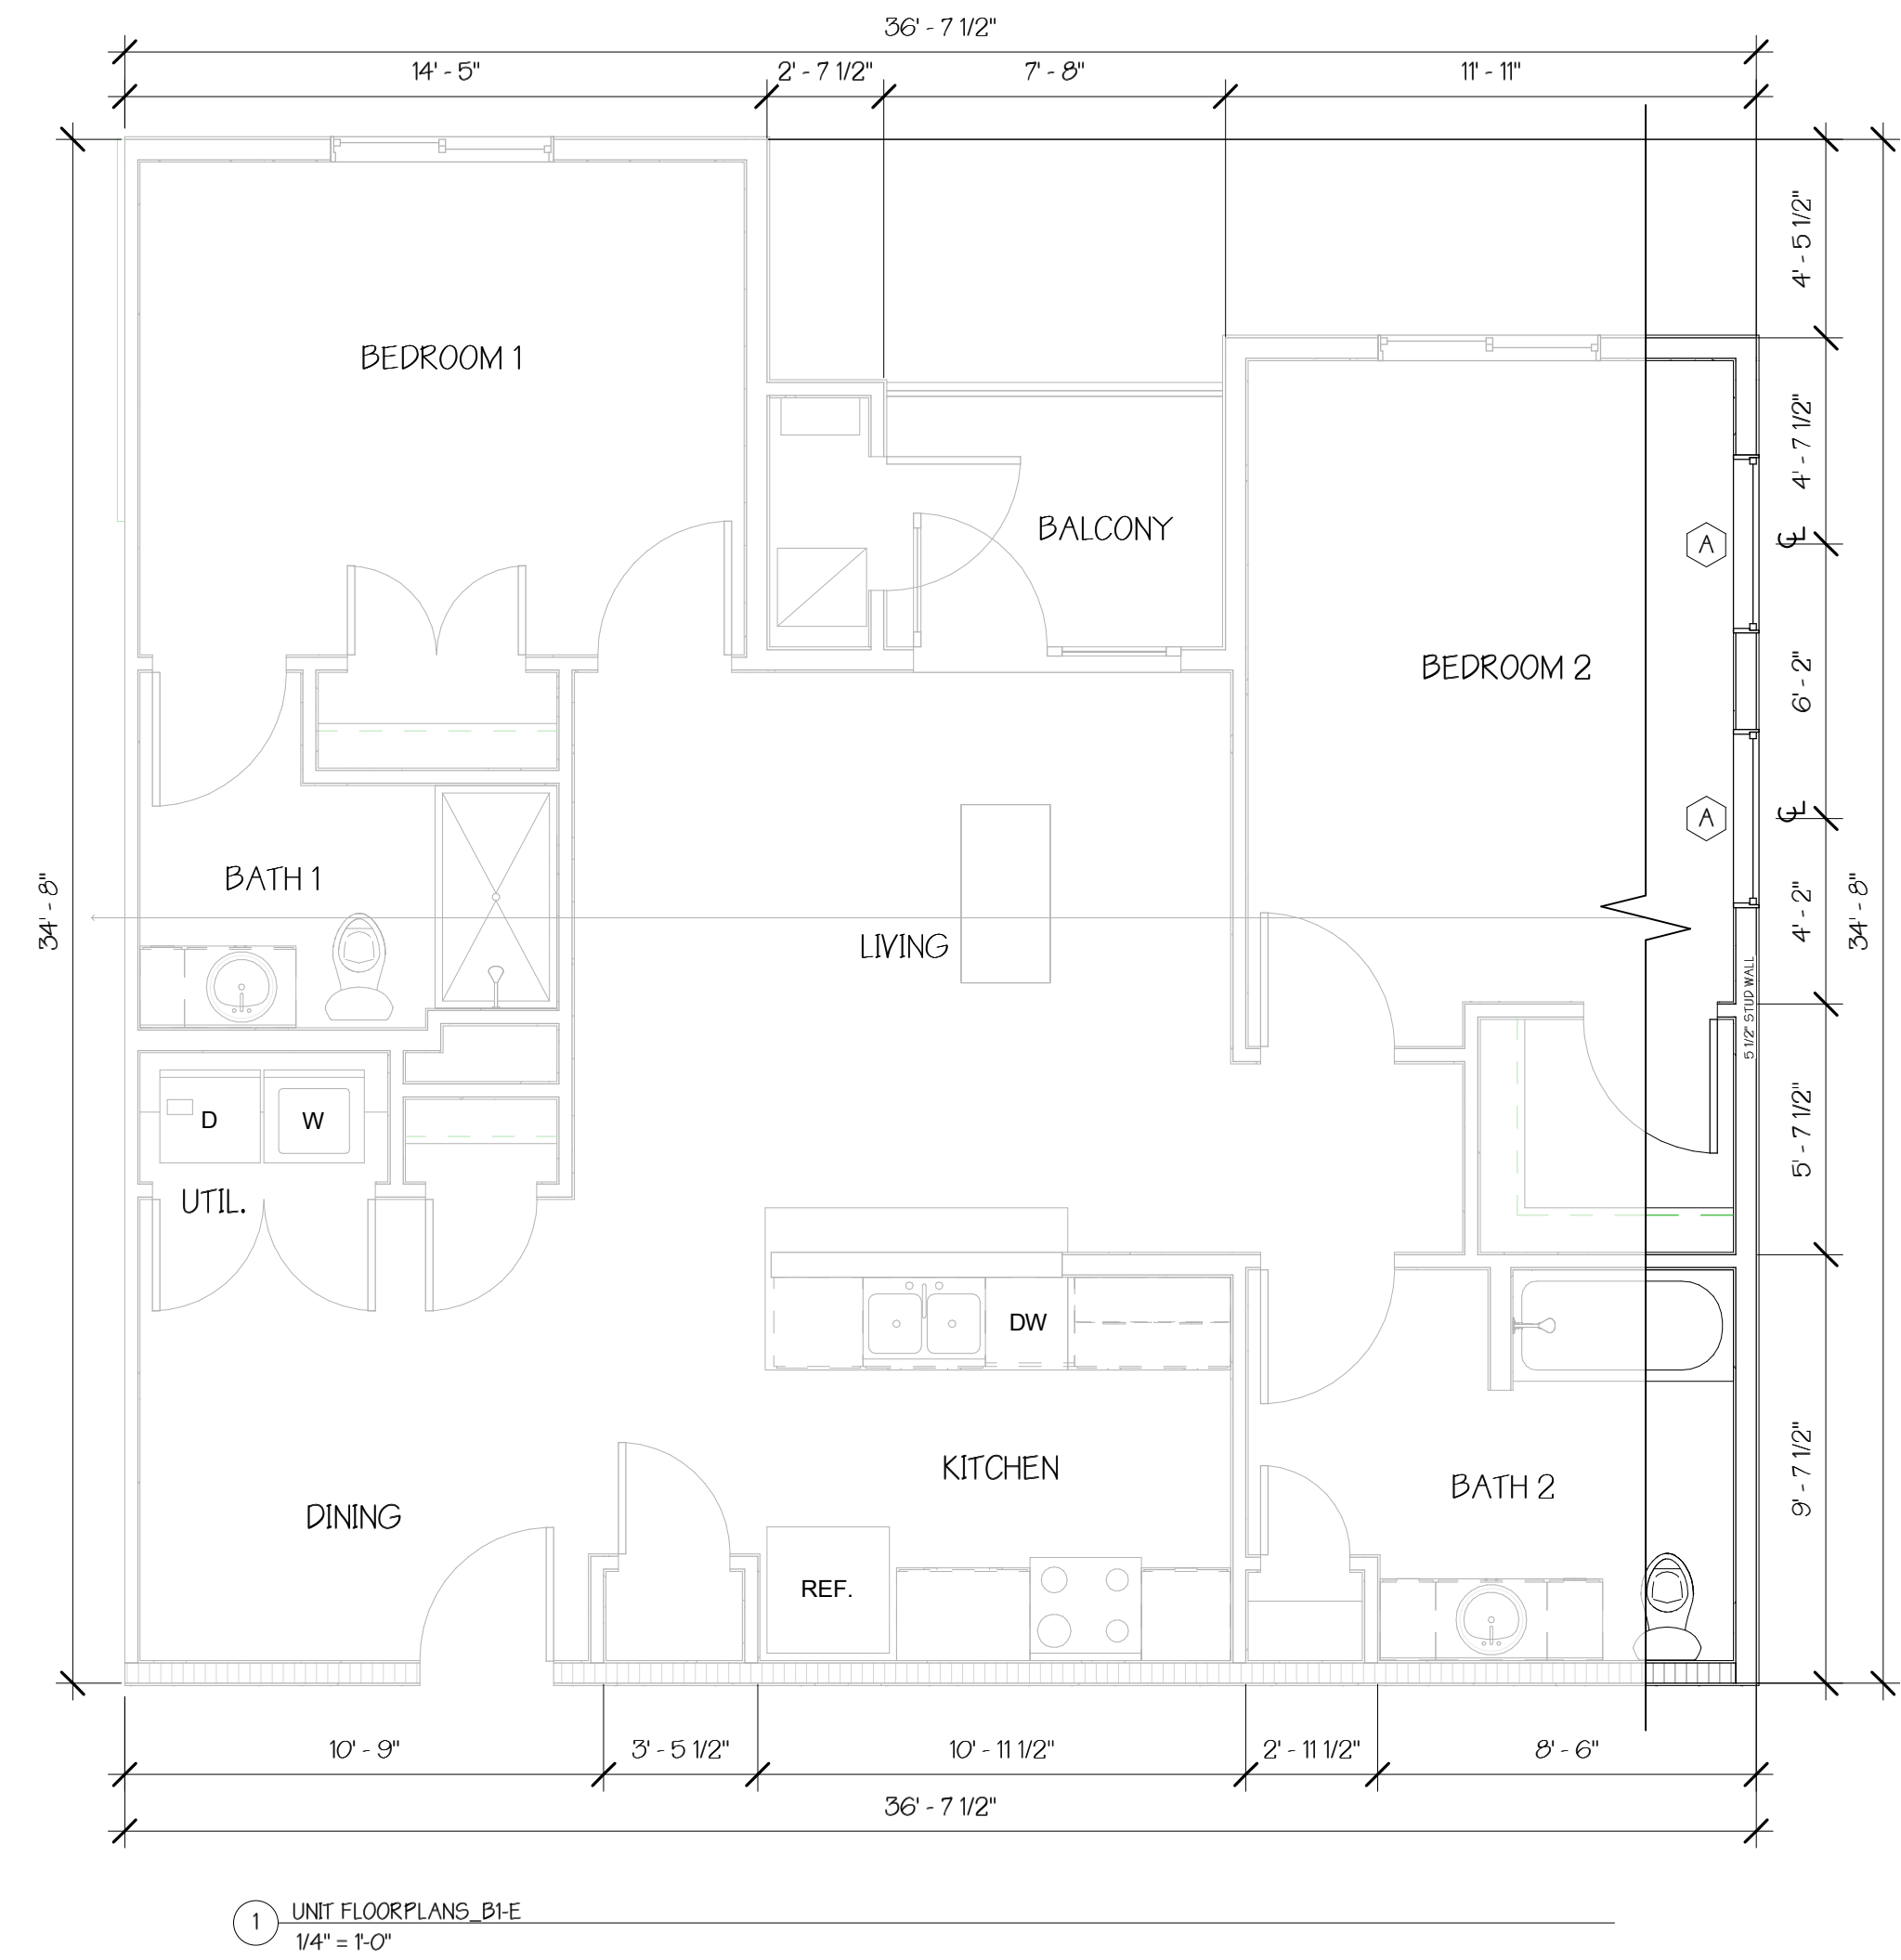 36' - 7 1/2"
14' - 5"
2' - 7 1/2"
7' - 8"
11' - 11"
4' - 5 1/2"
BEDROOM 1
4' - 7 1/2"
BALCONY
A
℄
BEDROOM 2
6' - 2"
A
℄
BATH 1
34' - 8"
LIVING
4' - 2"
34' - 8"
5 1/2" STUD WALL
D
W
5' - 7 1/2"
UTIL.
DW
KITCHEN
BATH 2
9' - 7 1/2"
DINING
REF.
10' - 9"
3' - 5 1/2"
10' - 11 1/2"
2' - 11 1/2"
8' - 6"
36' - 7 1/2"
1
UNIT FLOORPLANS_B1-E
1/4" = 1'-0"